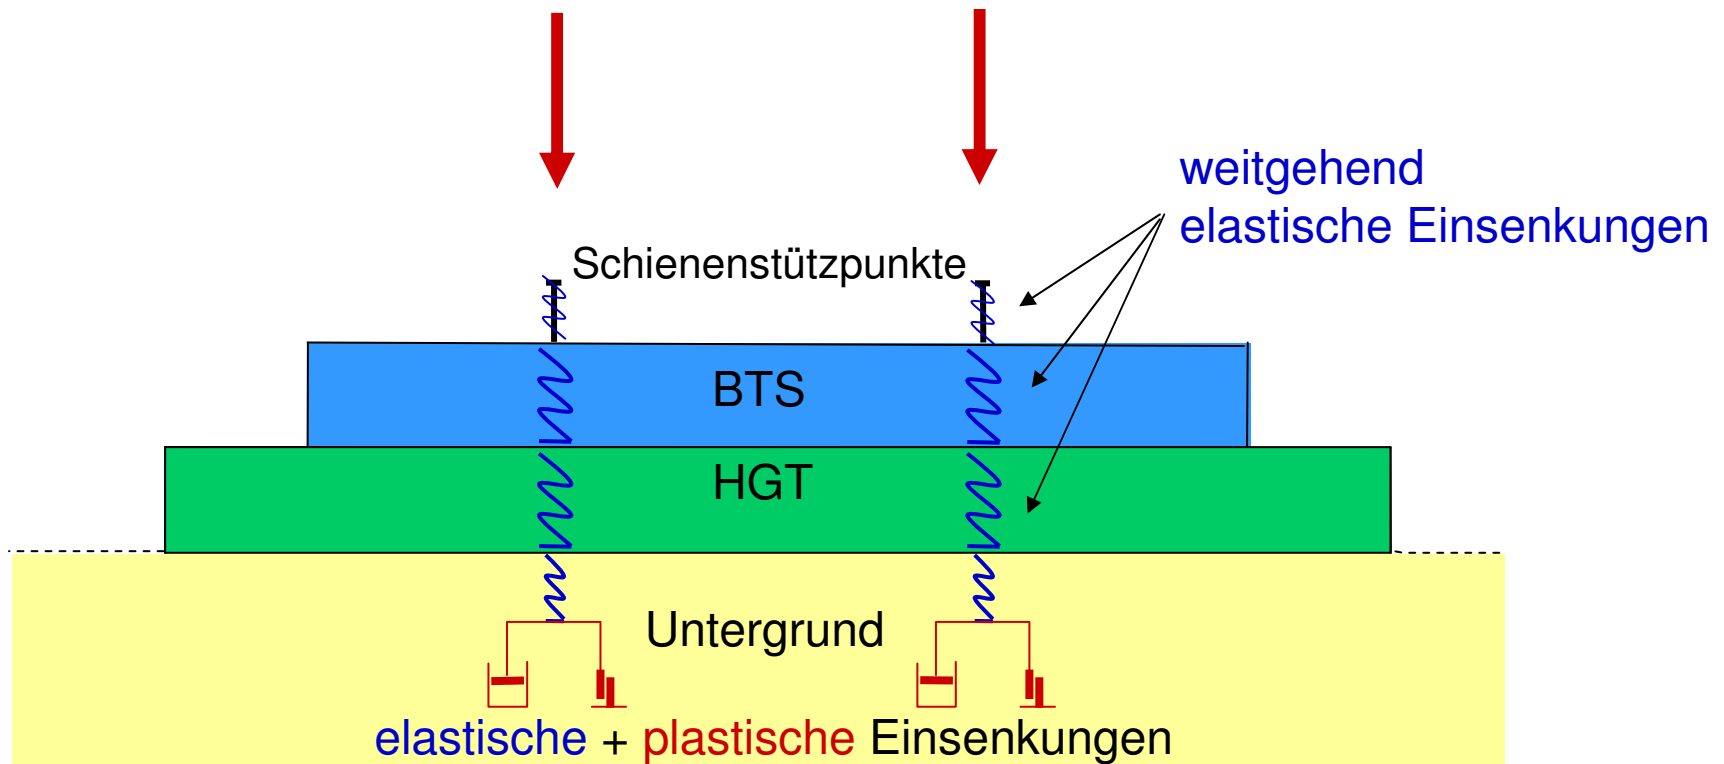 weitgehend
elastische Einsenkungen
Schienenstützpunkte
BTS
HGT
Untergrund
elastische + plastische Einsenkungen